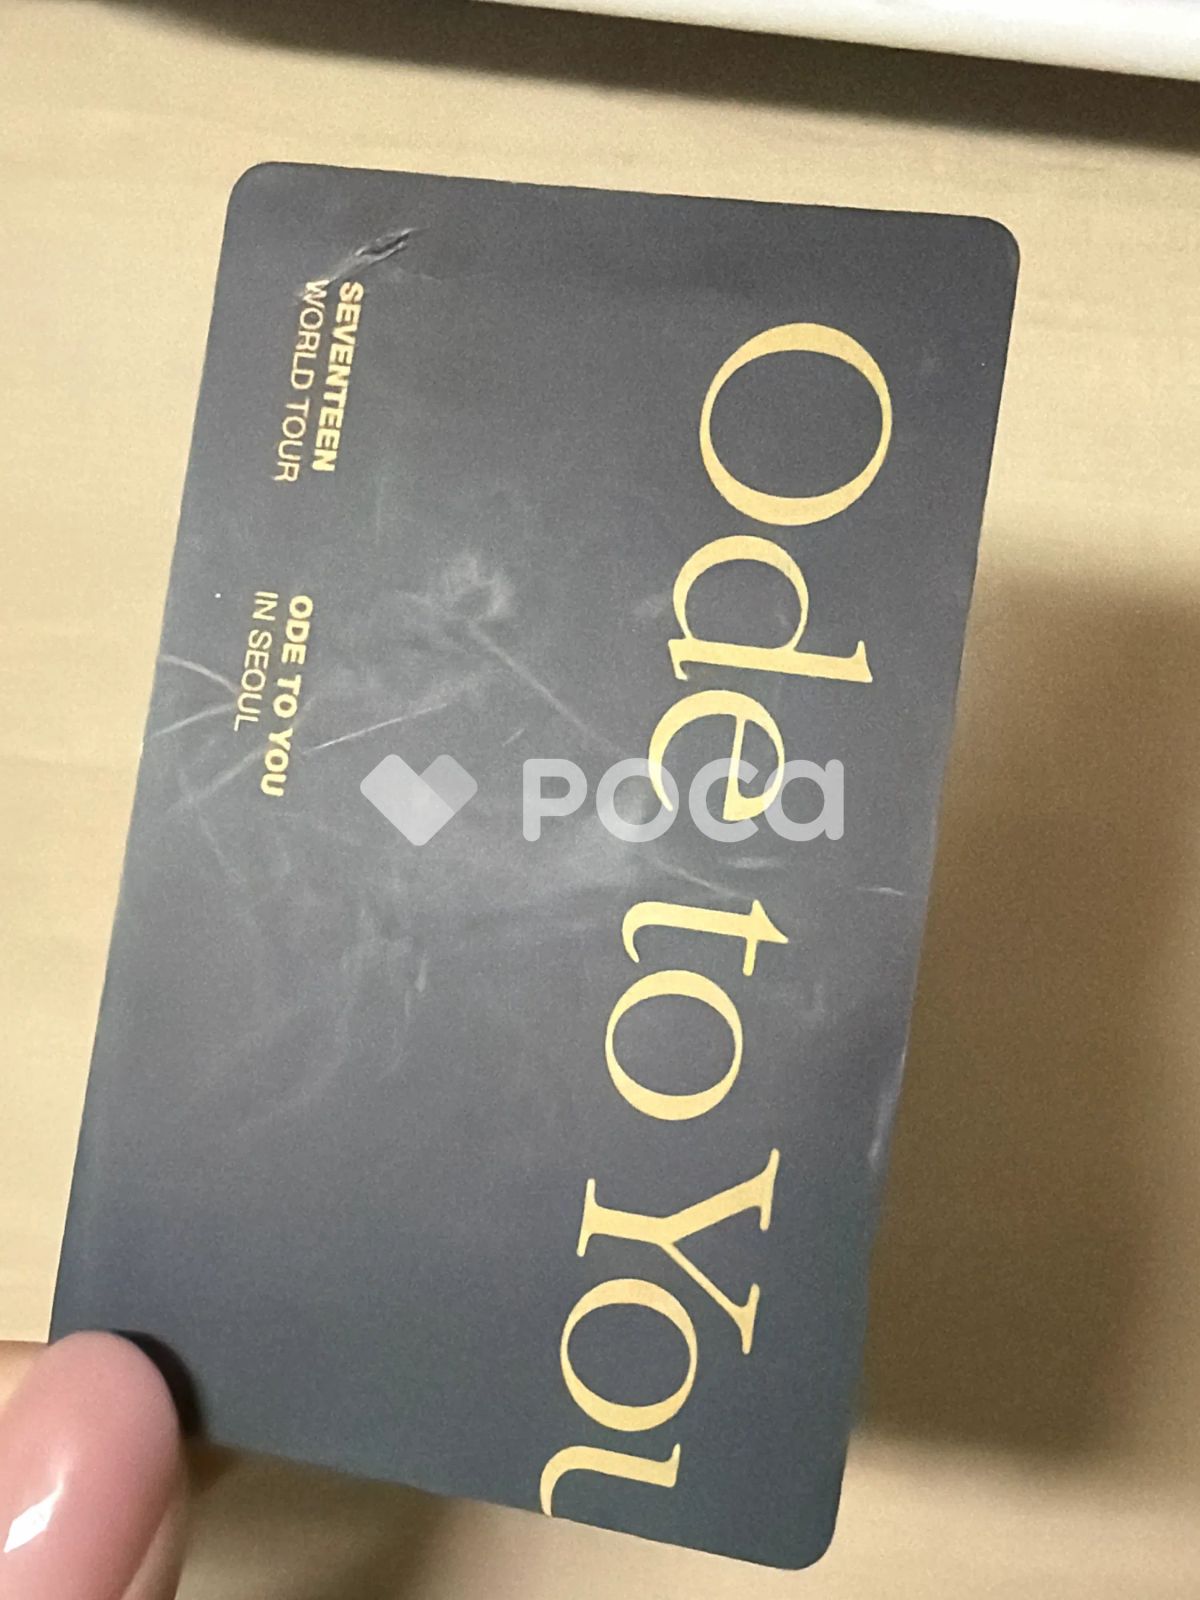 Ode to You
SEVENTEEN
WORLD TOUR
ODE TO YOU
IN SEOUL
POCA